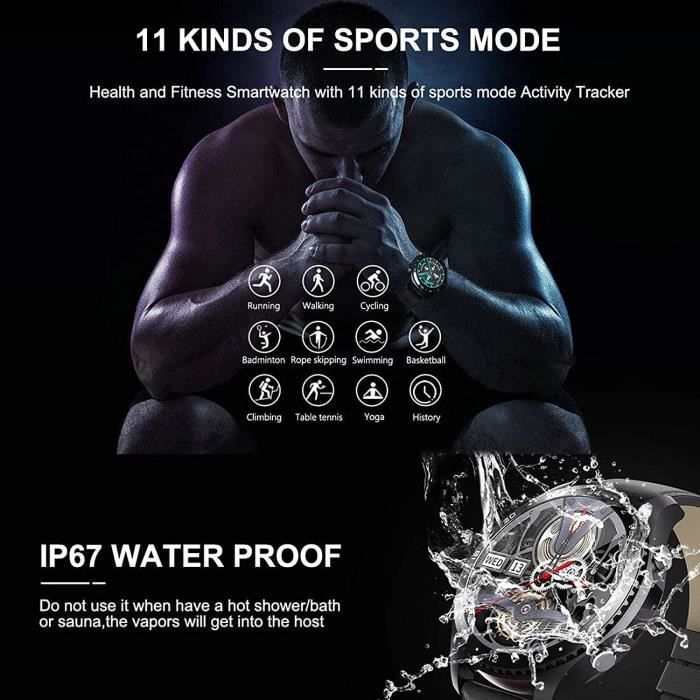 11 KINDS OF SPORTS MODE
Health and Fitness Smartwatch with 11 kinds of sports mode Activity Tracker
Running Walking Cycling
Badminton Rope skipping Swimming Basketball
Climbing Table tennis Yoga History
IP67 WATER PROOF
Do not use it when have a hot shower/bath
or sauna,the vapors will get into the host
WED 13
12